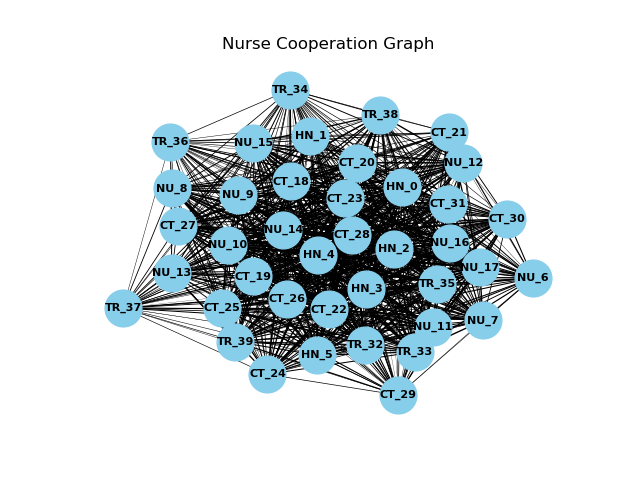 Nurse Cooperation Graph
TR_34
TR_38
CT_21
HN_1
TR_36
NU_15
CT_20
NU_12
CT_18
HN_0
NU_8
NU_9
CT_23
CT_31
CT_30
CT_27
NU_14
CT_28
NU_10
NU_16
HN_2
HN_4
NU_17
NU_13
CT_19
NU_6
TR_35
HN_3
CT_26
TR_37
CT_25
CT_22
NU_7
NU_11
TR_39
TR_32
TR_33
HN_5
CT_24
CT_29